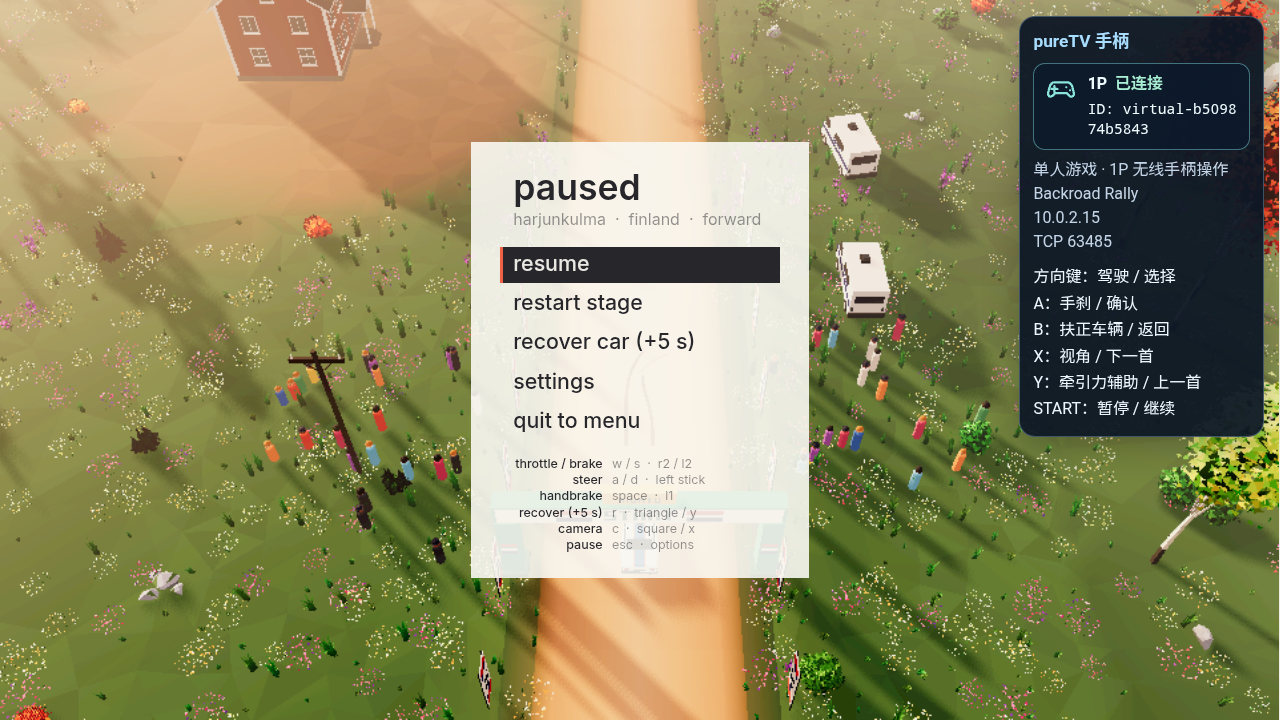 paused
harjunkulma · finland · forward
resume
restart stage
recover car (+5 s)
settings
quit to menu
throttle / brake w / s · r2 / l2
steer a / d · left stick
handbrake space · l1
recover (+5 s) r · triangle / y
camera c · square / x
pause esc · options
pureTV 手柄
1P 已连接
ID: virtual-b5098
74b5843
单人游戏 · 1P 无线手柄操作
Backroad Rally
10.0.2.15
TCP 63485
方向键：驾驶 / 选择
A：手刹 / 确认
B：扶正车辆 / 返回
X：视角 / 下一首
Y：牵引力辅助 / 上一首
START：暂停 / 继续